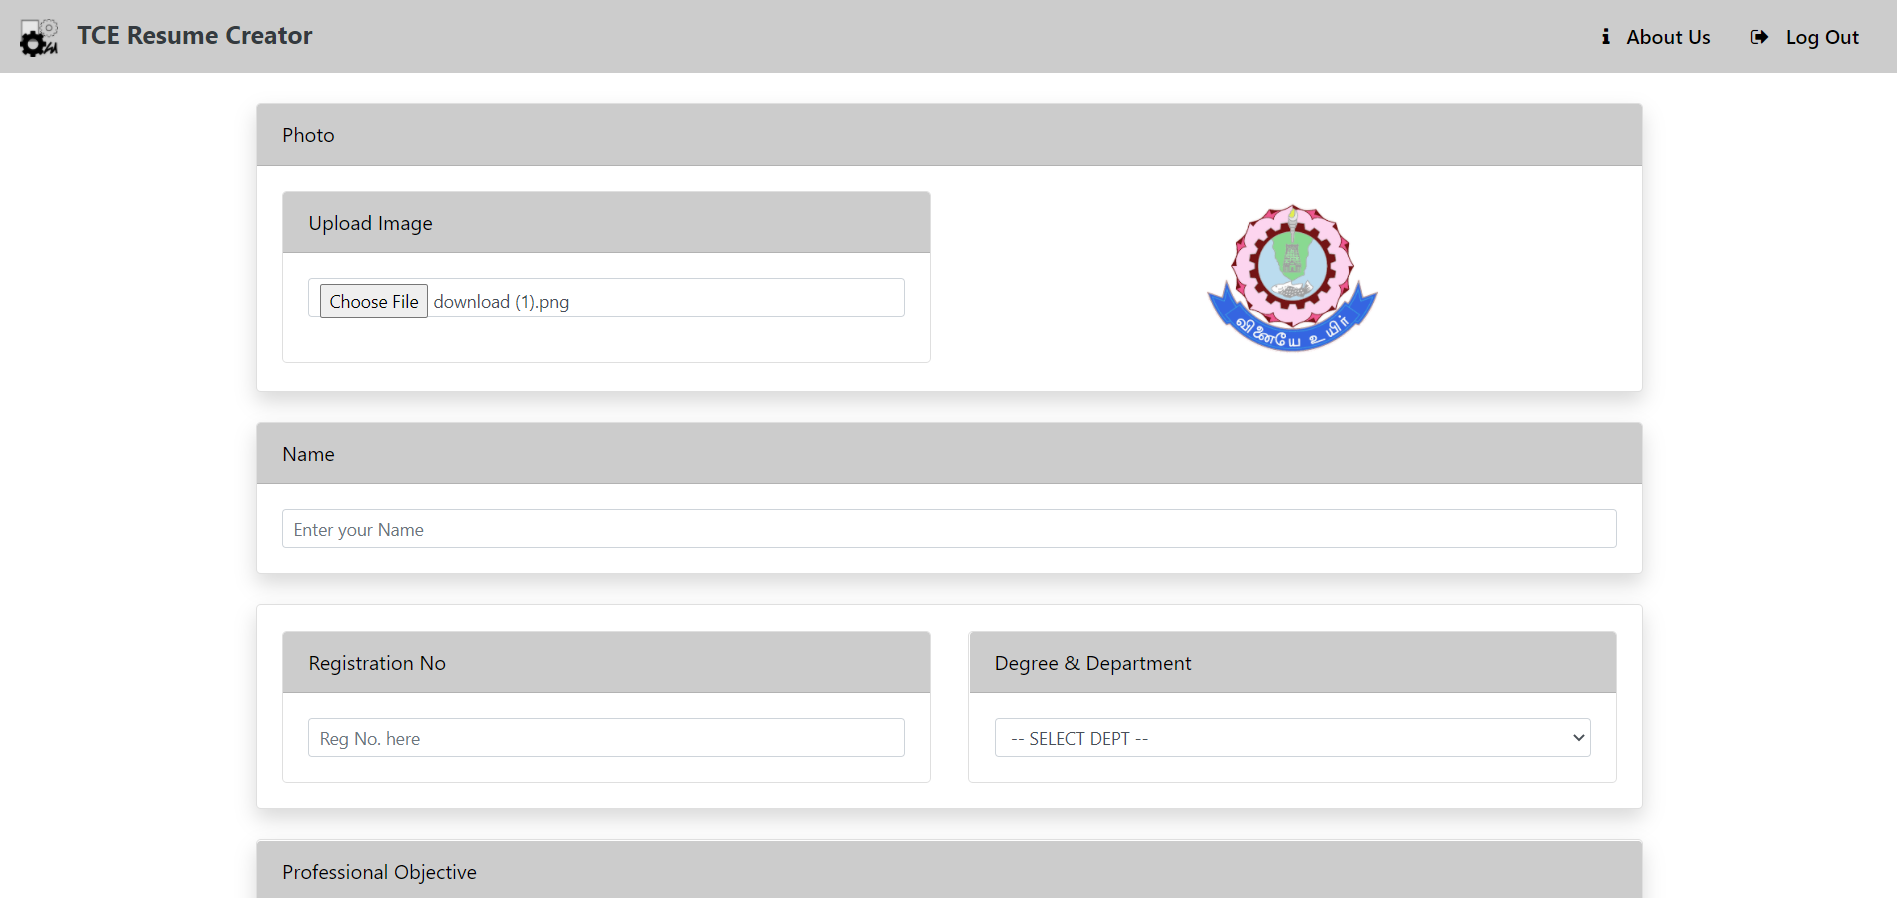 TCE Resume Creator
About Us
Log Out
Photo
Upload Image
Choose File download (1).png
வினையே உயிர்
Name
Enter your Name
Registration No
Degree & Department
Reg No. here
-- SELECT DEPT --
Professional Objective